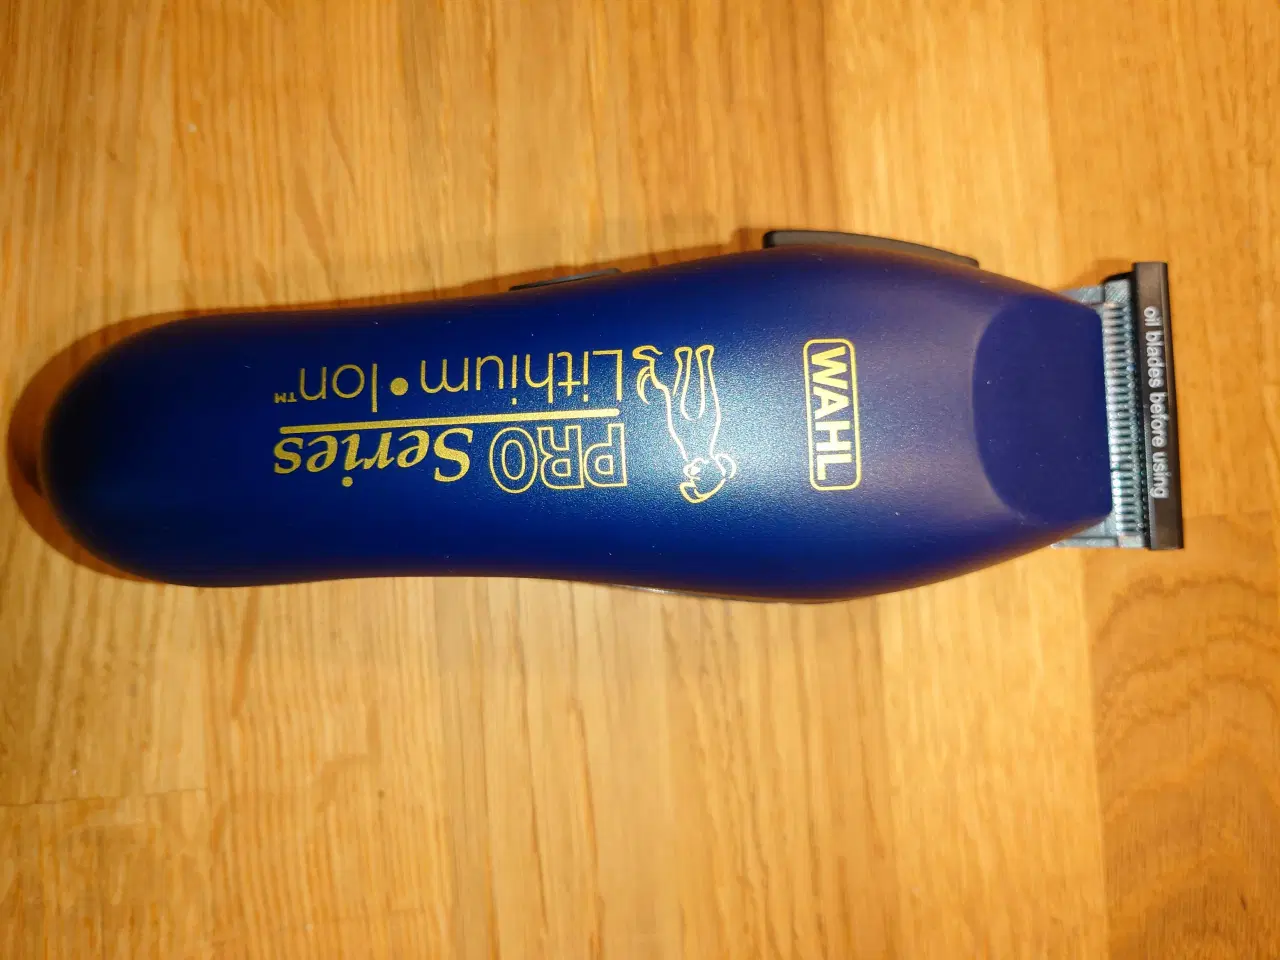 WAHL
PRO Series
Lithium•Ion™
oil blades before using